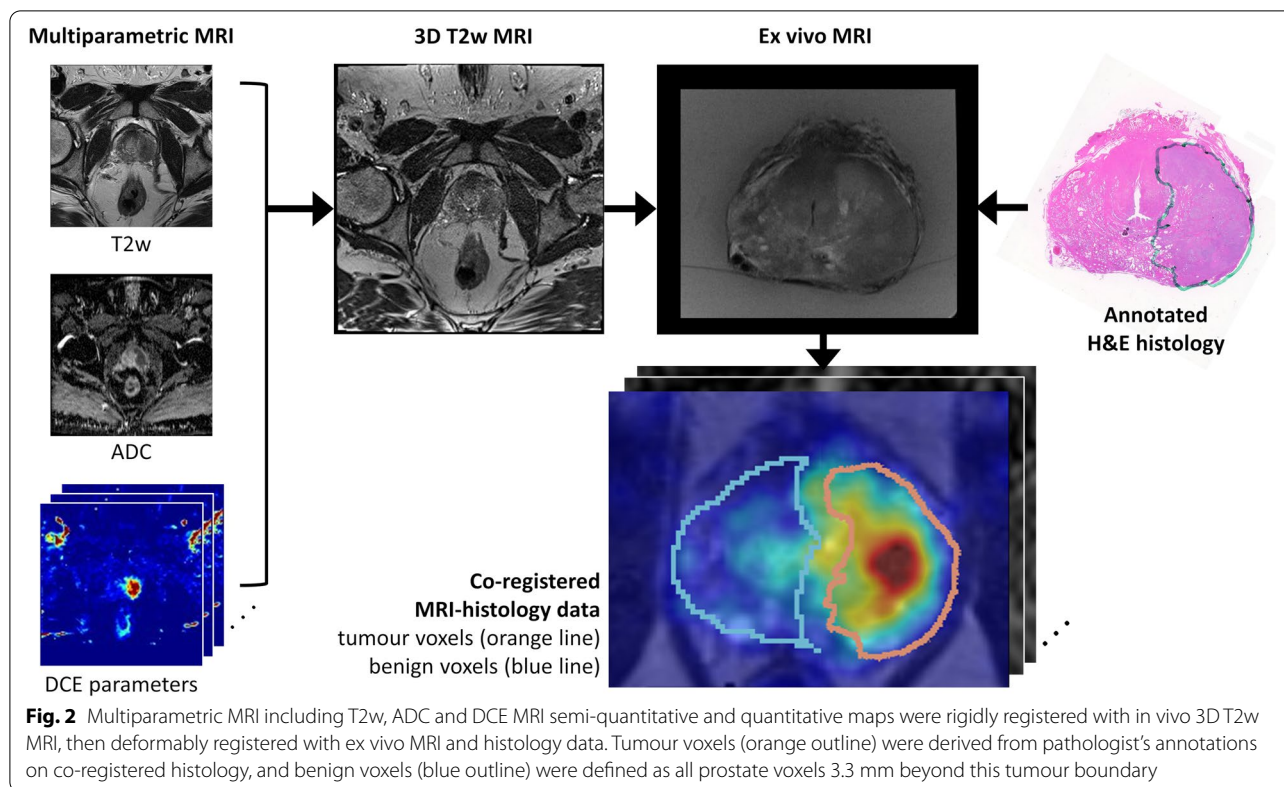 Multiparametric MRI
3D T2w MRI
Ex vivo MRI
T2w
ADC
DCE parameters
Annotated
H&E histology
Co-registered
MRI-histology data
tumour voxels (orange line)
benign voxels (blue line)
Fig. 2 Multiparametric MRI including T2w, ADC and DCE MRI semi-quantitative and quantitative maps were rigidly registered with in vivo 3D T2w
MRI, then deformably registered with ex vivo MRI and histology data. Tumour voxels (orange outline) were derived from pathologist’s annotations
on co-registered histology, and benign voxels (blue outline) were defined as all prostate voxels 3.3 mm beyond this tumour boundary